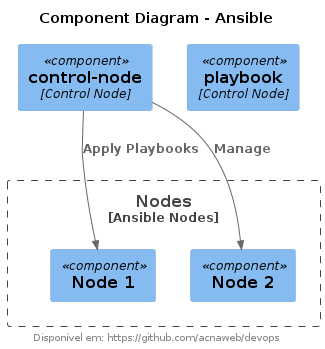 Component Diagram - Ansible
«component»
control-node
[Control Node]
«component»
playbook
[Control Node]
Apply Playbooks
Manage
Nodes
[Ansible Nodes]
«component»
Node 1
«component»
Node 2
Disponivel em: https://github.com/acnaweb/devops